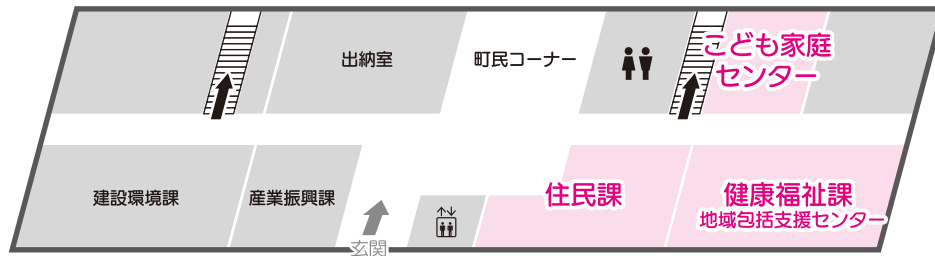 出納室
町民コーナー
こども家庭
センター
建設環境課
産業振興課
住民課
健康福祉課
地域包括支援センター
玄関